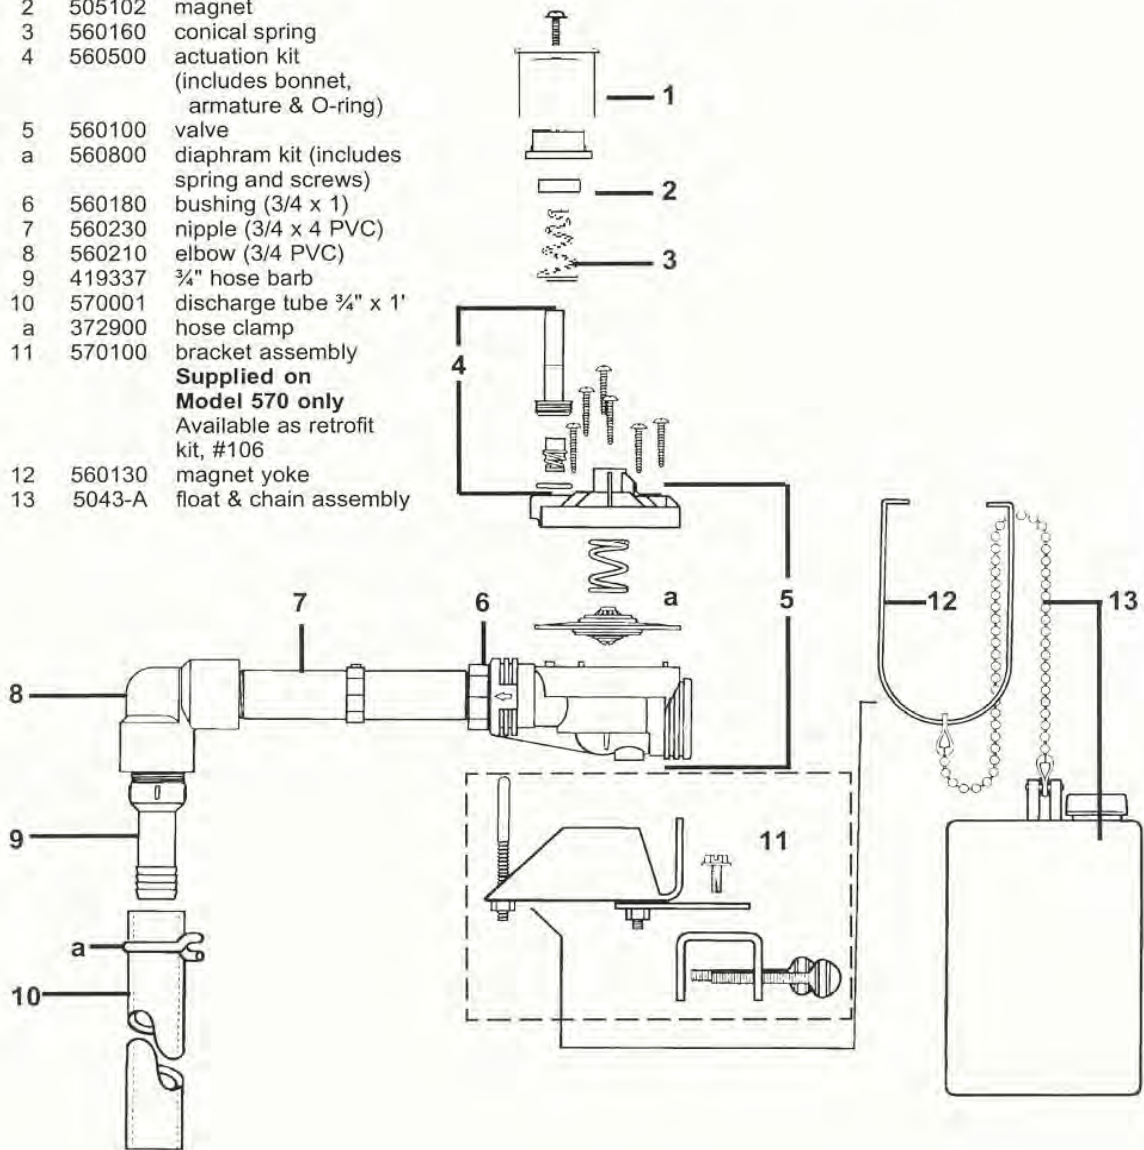 2 505102 magnet
3 560160 conical spring
4 560500 actuation kit
(includes bonnet,
armature & O-ring)
5 560100 valve
a 560800 diaphram kit (includes
spring and screws)
6 560180 bushing (3/4 x 1)
7 560230 nipple (3/4 x 4 PVC)
8 560210 elbow (3/4 PVC)
9 419337 ¾" hose barb
10 570001 discharge tube ¾" x 1'
a 372900 hose clamp
11 570100 bracket assembly
Supplied on
Model 570 only
Available as retrofit
kit, #106
12 560130 magnet yoke
13 5043-A float & chain assembly
1
2
3
4
a
5
12
13
7
6
8
9
11
a
10